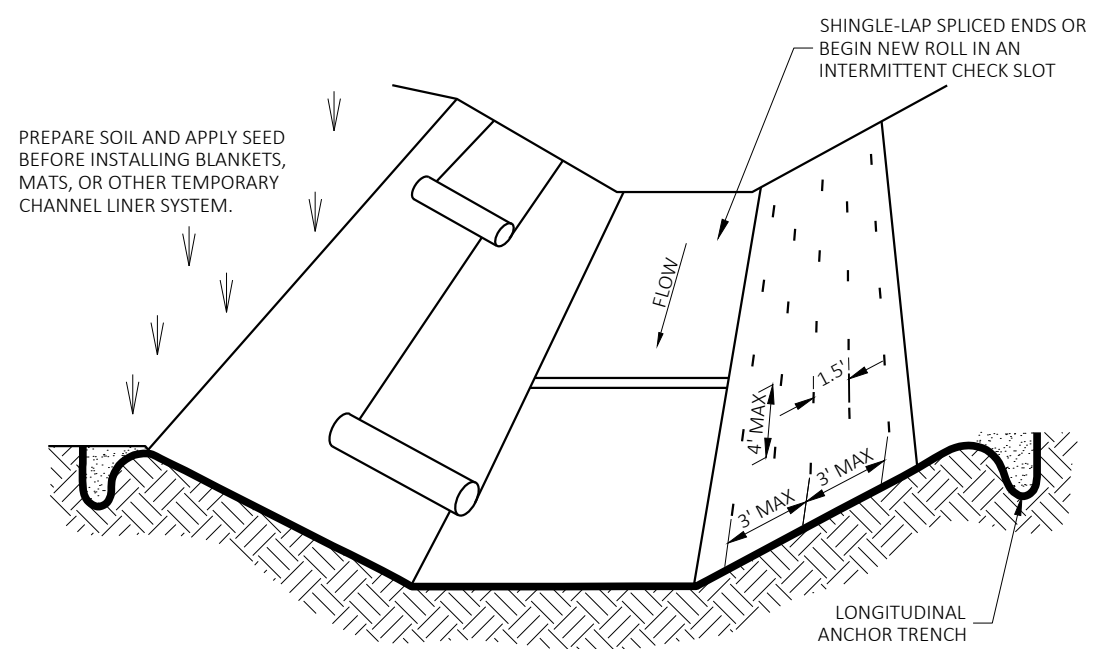 SHINGLE-LAP SPLICED ENDS OR
BEGIN NEW ROLL IN AN
INTERMITTENT CHECK SLOT
PREPARE SOIL AND APPLY SEED
BEFORE INSTALLING BLANKETS,
MATS, OR OTHER TEMPORARY
CHANNEL LINER SYSTEM.
FLOW
1.5'
4' MAX
3' MAX
3' MAX
LONGITUDINAL
ANCHOR TRENCH